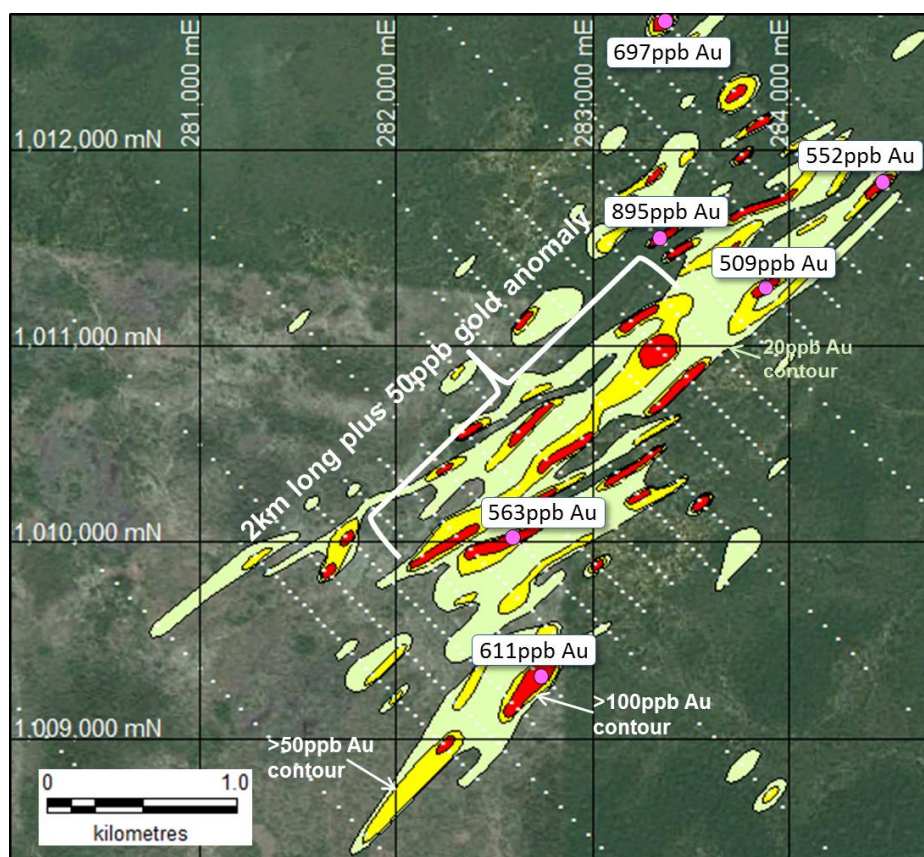 281,000 mE
282,000 mE
283,000 mE
284,000 mE
697ppb Au
1,012,000 mN
552ppb Au
895ppb Au
509ppb Au
2km long plus 50ppb gold anomaly
1,011,000 mN
20ppb Au
contour
563ppb Au
1,010,000 mN
611ppb Au
>100ppb Au
contour
1,009,000 mN
>50ppb Au
contour
0 1.0
kilometres